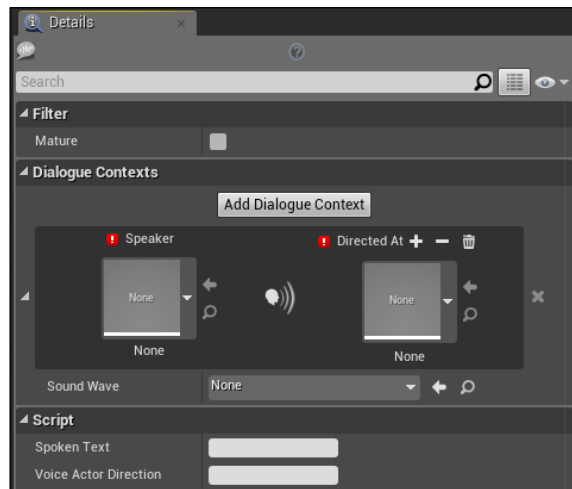 Details
Search
Filter
Mature
Dialogue Contexts
Add Dialogue Context
Speaker
Directed At
None
None
None
None
Sound Wave
None
Script
Spoken Text
Voice Actor Direction